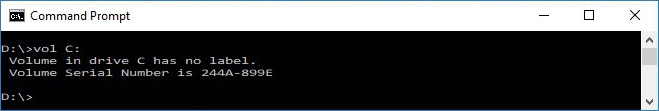 Command Prompt
D:\>vol C:
Volume in drive C has no label.
Volume Serial Number is 244A-899E
D:\>